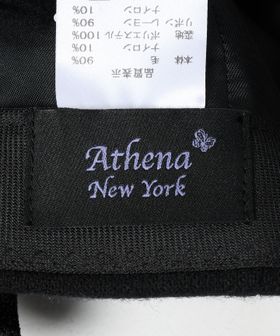 品質表示
本体 毛 90%
ナイロン 10%
裏地 ポリエステル 100%
リボン レーヨン 90%
ナイロン 10%
Athena
New York